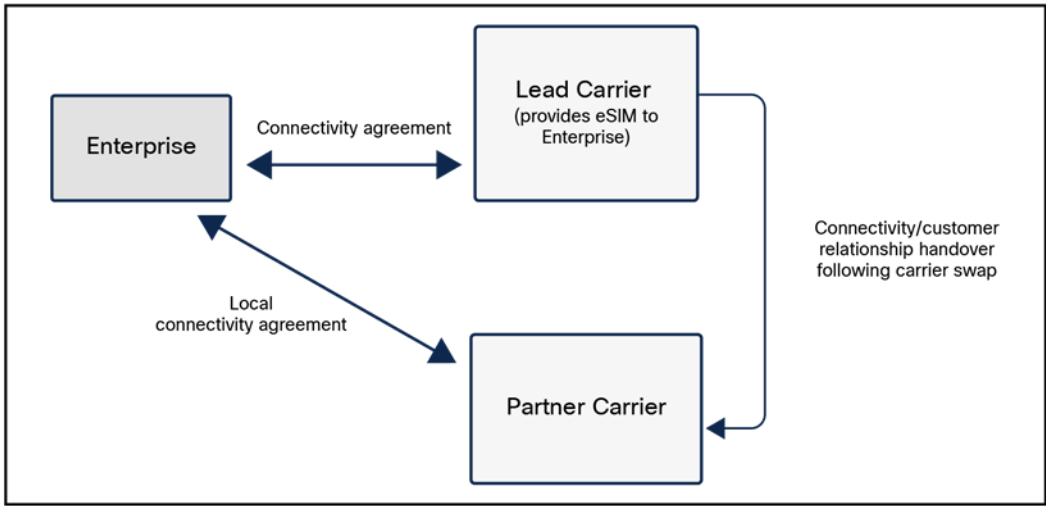 Lead Carrier
(provides eSIM to
Enterprise)
Enterprise
Connectivity agreement
Connectivity/customer
relationship handover
following carrier swap
Local
connectivity agreement
Partner Carrier